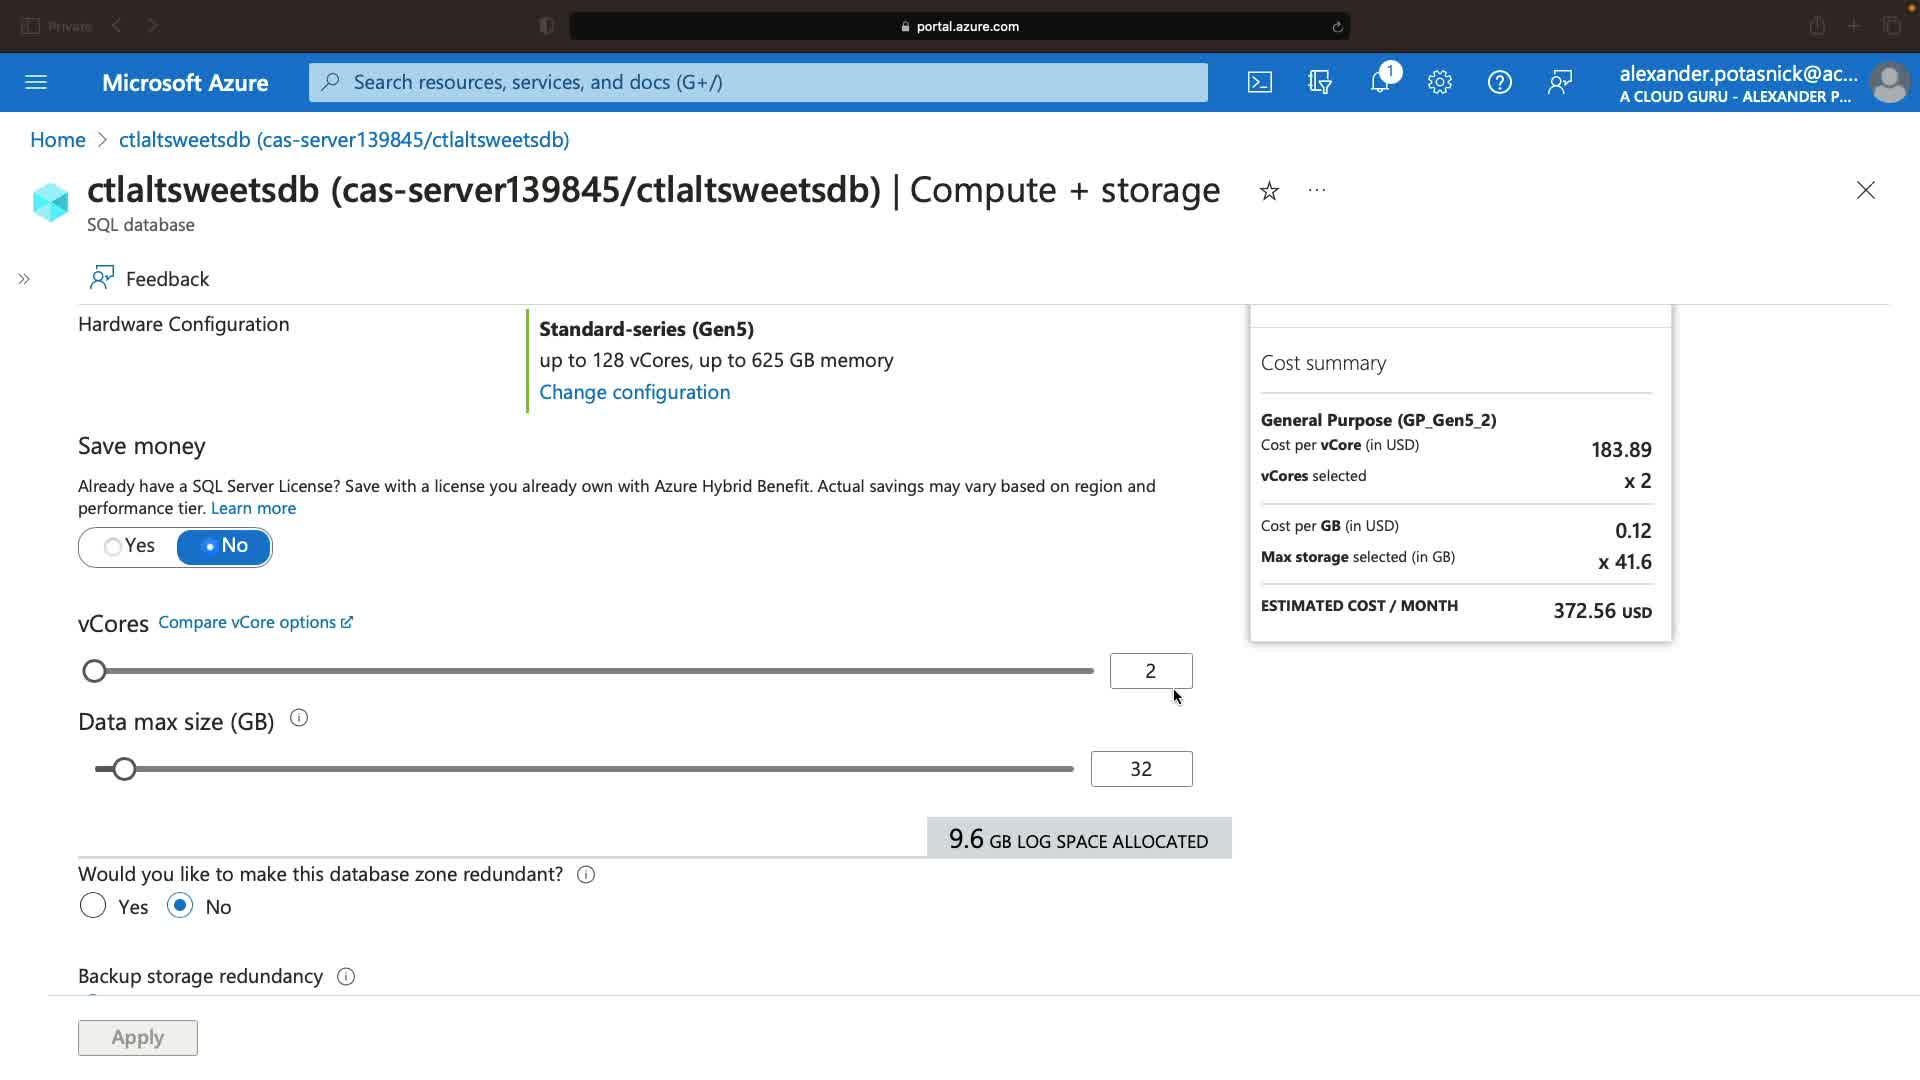 Private
portal.azure.com
Microsoft Azure
Search resources, services, and docs (G+/)
1
alexander.potasnick@ac...
A CLOUD GURU - ALEXANDER P...
Home > ctlaltsweetsdb (cas-server139845/ctlaltsweetsdb)
ctlaltsweetsdb (cas-server139845/ctlaltsweetsdb) | Compute + storage
SQL database
Feedback
Hardware Configuration
Standard-series (Gen5)
up to 128 vCores, up to 625 GB memory
Change configuration
Save money
Already have a SQL Server License? Save with a license you already own with Azure Hybrid Benefit. Actual savings may vary based on region and
performance tier. Learn more
Yes No
vCores Compare vCore options
2
Data max size (GB)
32
9.6 GB LOG SPACE ALLOCATED
Would you like to make this database zone redundant?
Yes No
Backup storage redundancy
Apply
Cost summary
General Purpose (GP_Gen5_2)
Cost per vCore (in USD) 183.89
vCores selected x 2
Cost per GB (in USD) 0.12
Max storage selected (in GB) x 41.6
ESTIMATED COST / MONTH 372.56 USD